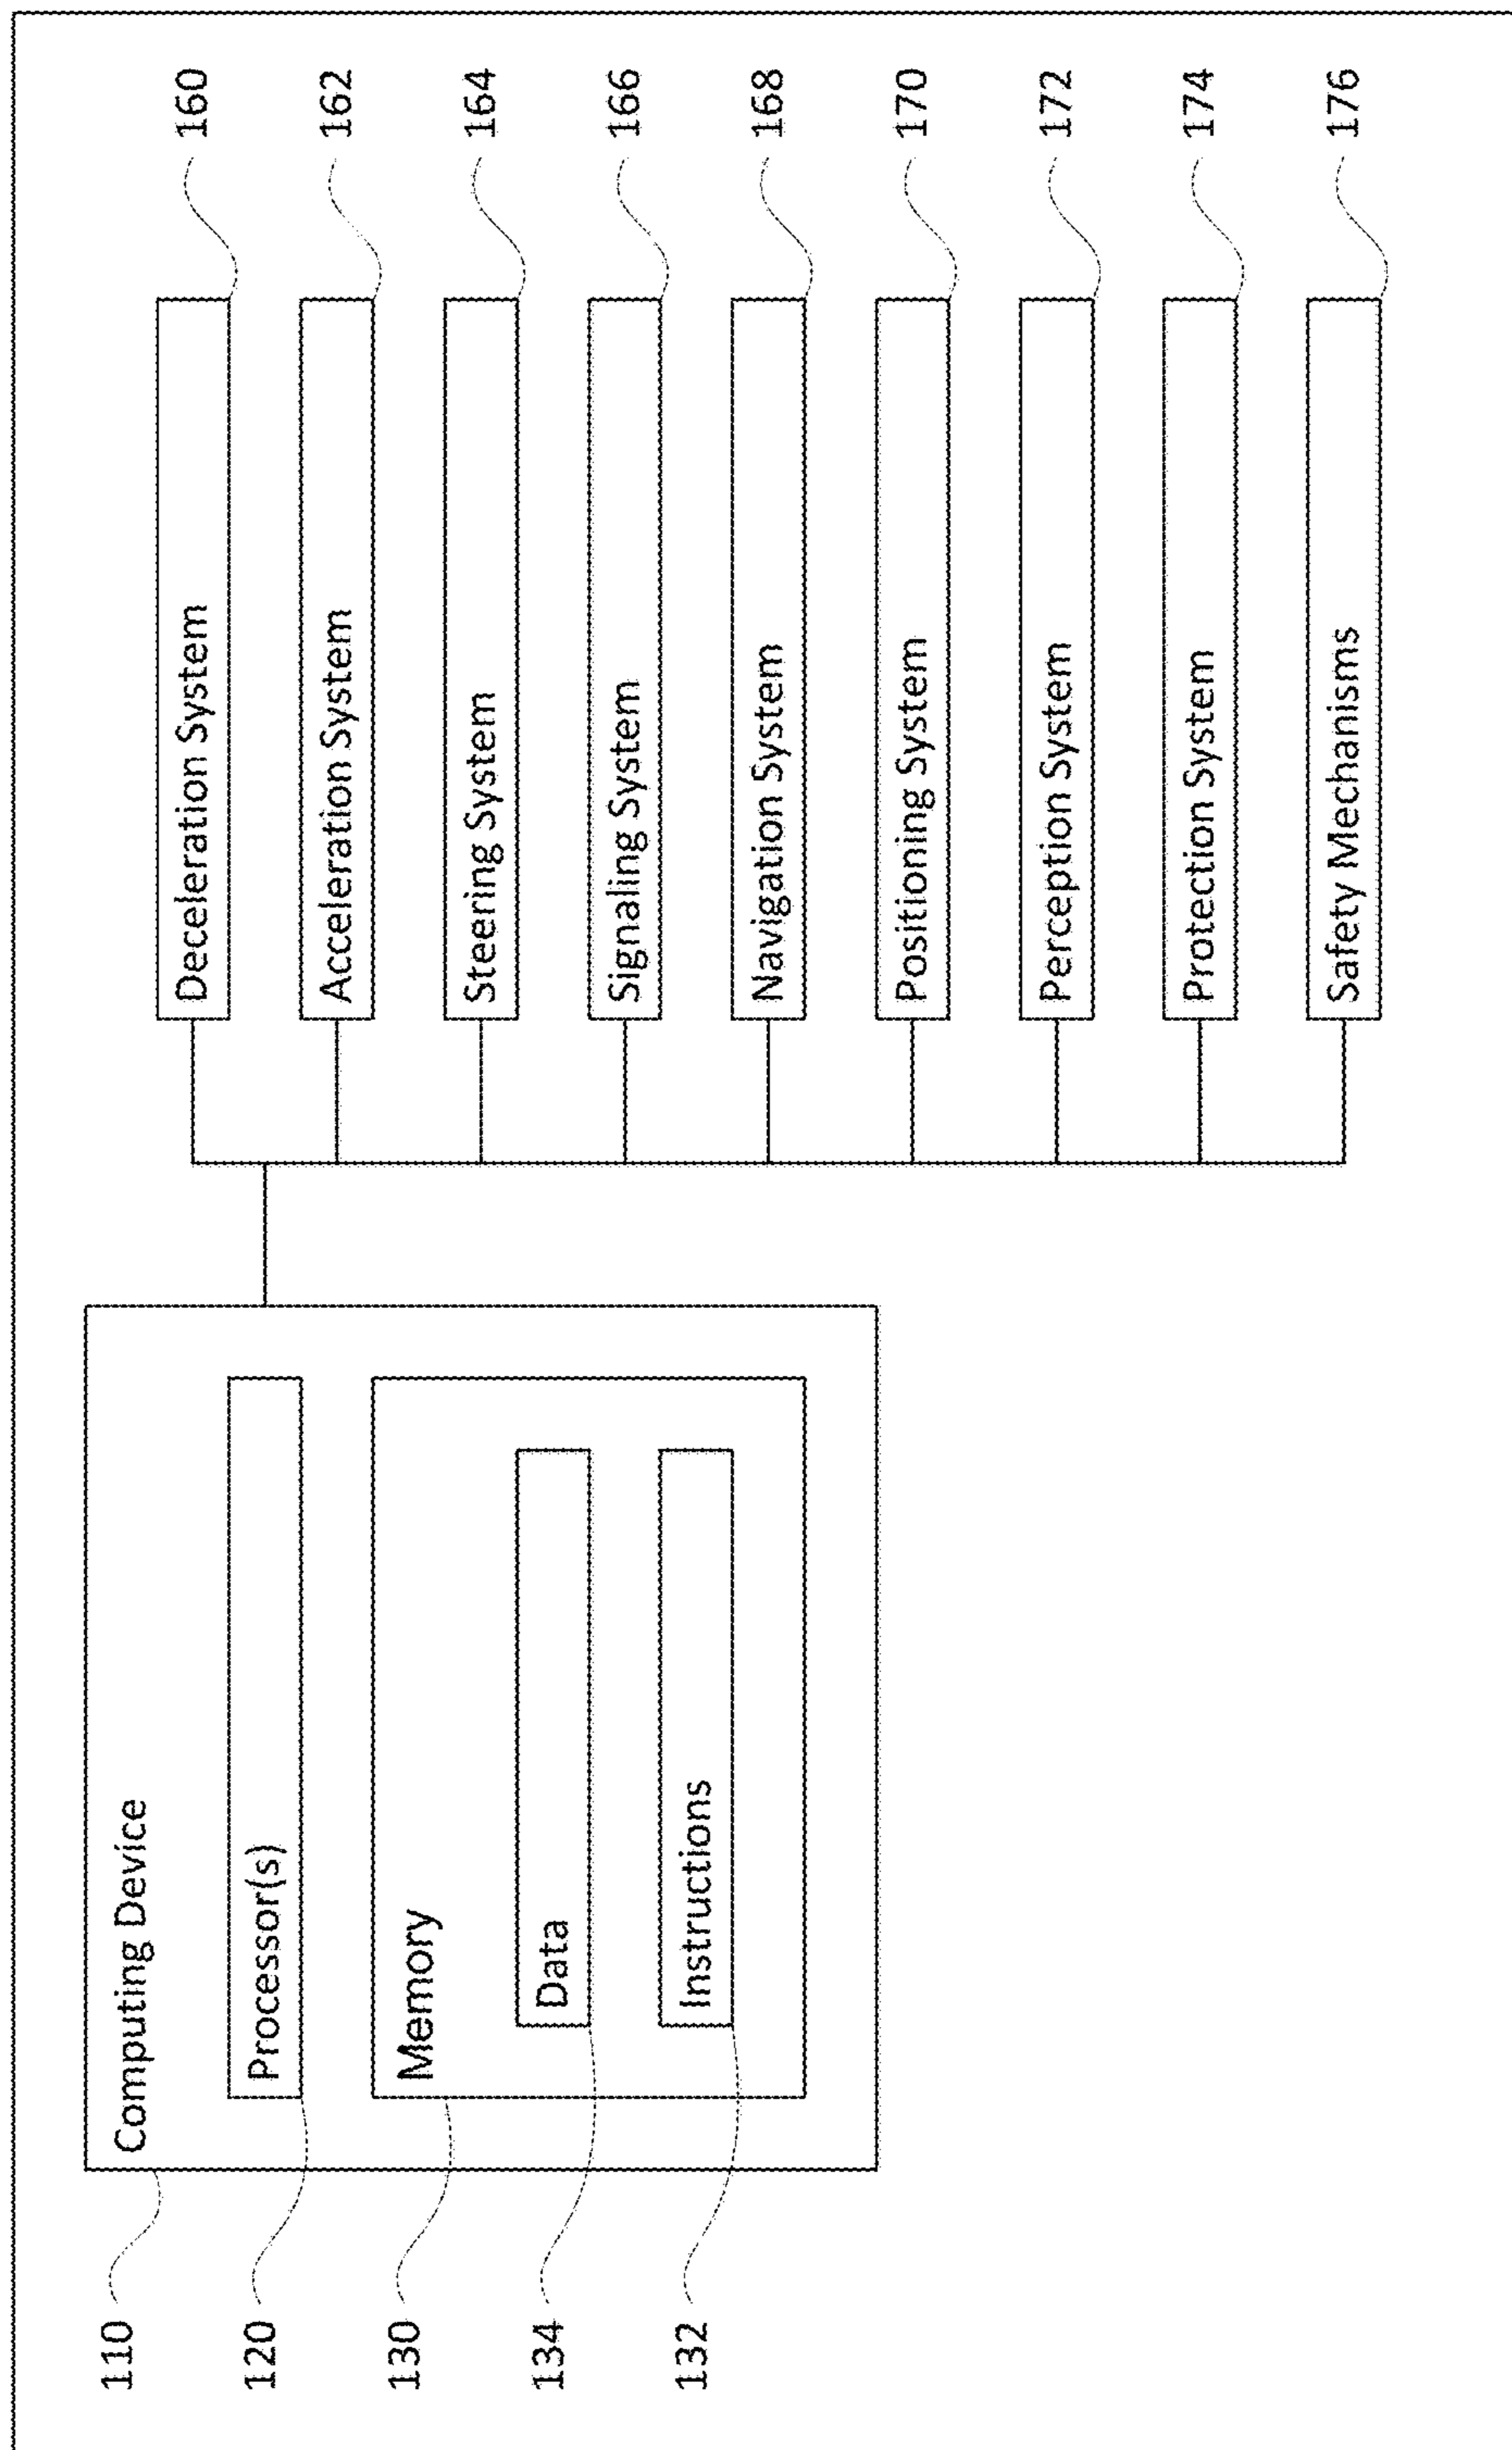 110
Computing Device
120
Processor(s)
130
Memory
134
Data
132
Instructions
Deceleration System
160
Acceleration System
162
Steering System
164
Signaling System
166
Navigation System
168
Positioning System
170
Perception System
172
Protection System
174
Safety Mechanisms
176